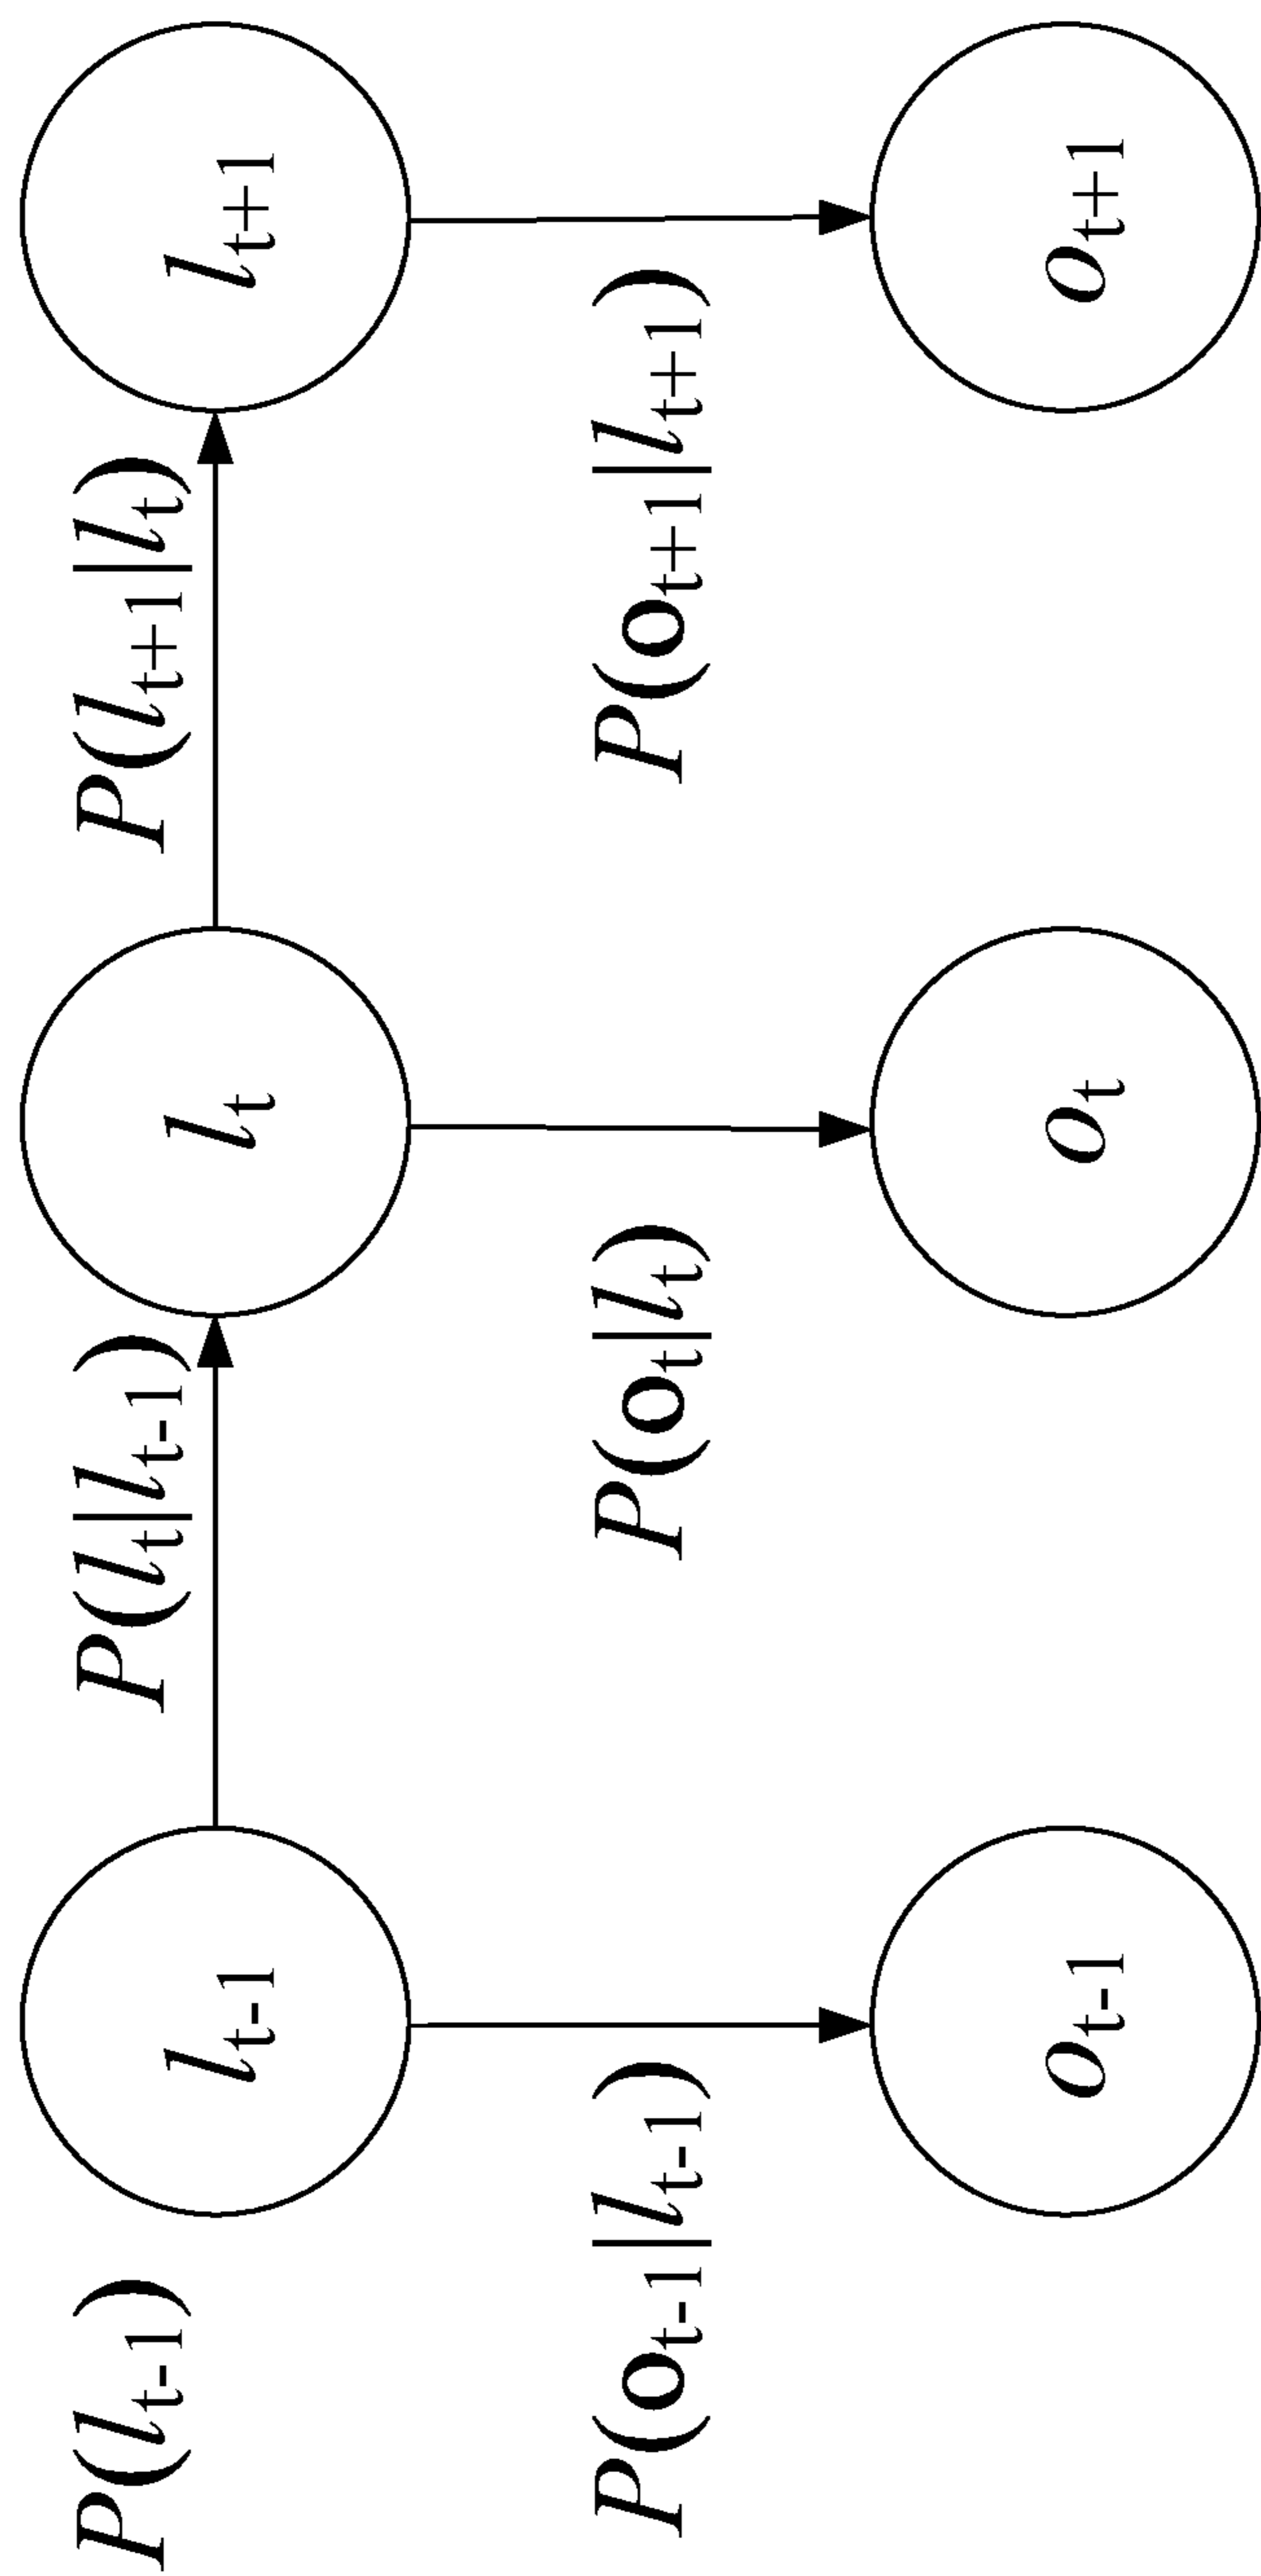 P(l_{t-1}) P(l_t|l_{t-1}) P(l_{t+1}|l_t)
l_{t-1} l_t l_{t+1}
P(o_{t-1}|l_{t-1}) P(o_t|l_t) P(o_{t+1}|l_{t+1})
o_{t-1} o_t o_{t+1}